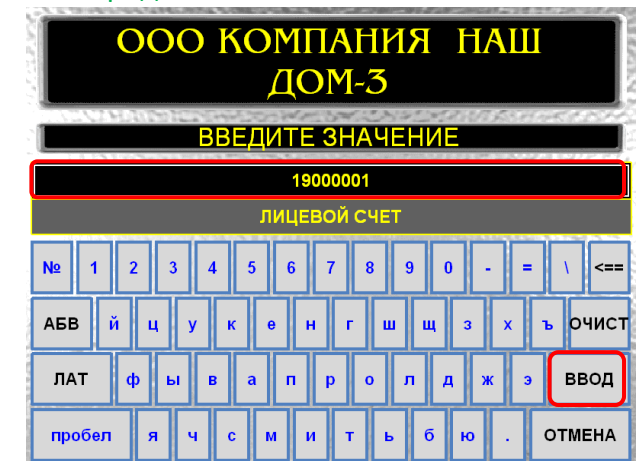 ООО КОМПАНИЯ НАШ
ДОМ-3
ВВЕДИТЕ ЗНАЧЕНИЕ
19000001
ЛИЦЕВОЙ СЧЕТ
№ 1 2 3 4 5 6 7 8 9 0 - = \ <==
АБВ й ц у к е н г ш щ з х ъ ОЧИСТ
ЛАТ ф ы в а п р о л д ж э ВВОД
пробел я ч с м и т ь б ю . ОТМЕНА